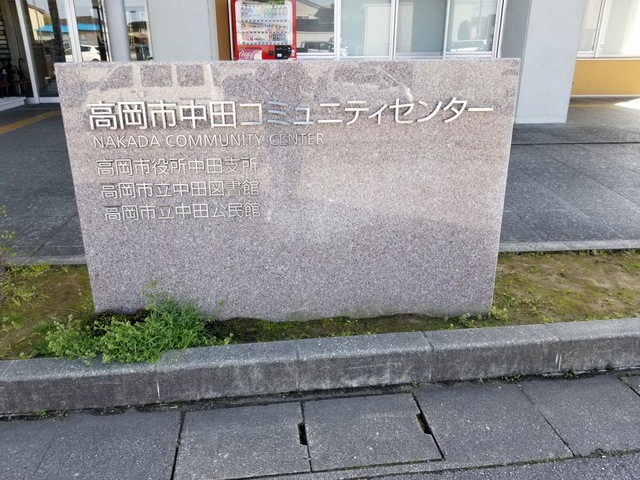 高岡市中田コミュニティセンター
NAKADA COMMUNITY CENTER
高岡市役所中田支所
高岡市立中田図書館
高岡市立中田公民館
Coca-Cola